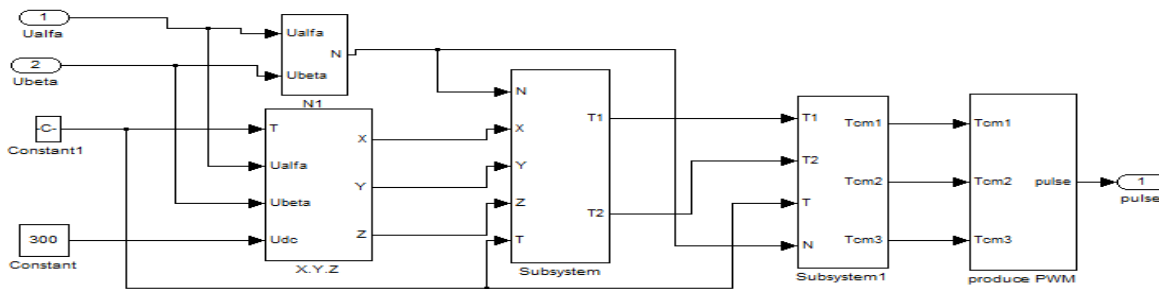 1
Ualfa
2
Ubeta
-C-
Constant1
300
Constant
Ualfa
Ubeta
N
N1
T
Ualfa
Ubeta
Udc
X
Y
Z
X.Y.Z
N
X
Y
Z
T
T1
T2
Subsystem
T1
T2
T
N
Tcm1
Tcm2
Tcm3
Subsystem1
Tcm1
Tcm2
Tcm3
pulse
produce PWM
1
pulse